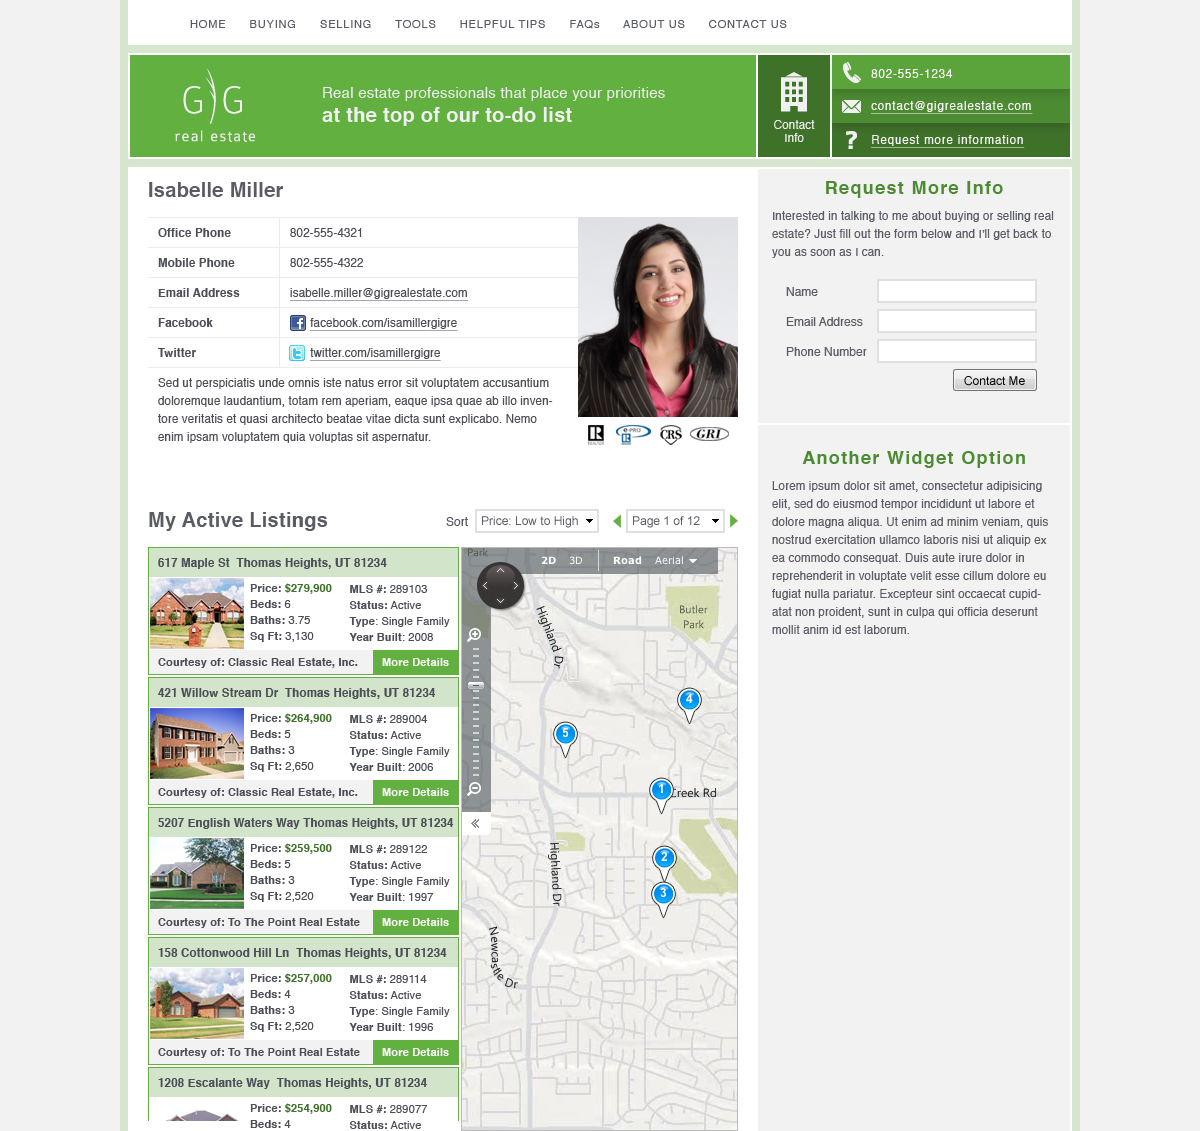 HOME BUYING SELLING TOOLS HELPFUL TIPS FAQs ABOUT US CONTACT US
GIG
real estate
Real estate professionals that place your priorities
at the top of our to-do list
Contact
Info
802-555-1234
contact@gigrealestate.com
Request more information
Isabelle Miller
Office Phone 802-555-4321
Mobile Phone 802-555-4322
Email Address isabelle.miller@gigrealestate.com
Facebook facebook.com/isamillergigre
Twitter twitter.com/isamillergigre
Sed ut perspiciatis unde omnis iste natus error sit voluptatem accusantium
doloremque laudantium, totam rem aperiam, eaque ipsa quae ab illo inven-
tore veritatis et quasi architecto beatae vitae dicta sunt explicabo. Nemo
enim ipsam voluptatem quia voluptas sit aspernatur.
R e-PRO CRS GRI
Request More Info
Interested in talking to me about buying or selling real
estate? Just fill out the form below and I'll get back to
you as soon as I can.
Name
Email Address
Phone Number
Contact Me
Another Widget Option
Lorem ipsum dolor sit amet, consectetur adipisicing
elit, sed do eiusmod tempor incididunt ut labore et
dolore magna aliqua. Ut enim ad minim veniam, quis
nostrud exercitation ullamco laboris nisi ut aliquip ex
ea commodo consequat. Duis aute irure dolor in
reprehenderit in voluptate velit esse cillum dolore eu
fugiat nulla pariatur. Excepteur sint occaecat cupid-
atat non proident, sunt in culpa qui officia deserunt
mollit anim id est laborum.
My Active Listings
Sort Price: Low to High Page 1 of 12
617 Maple St Thomas Heights, UT 81234
Price: $279,900 MLS #: 289103
Beds: 6 Status: Active
Baths: 3.75 Type: Single Family
Sq Ft: 3,130 Year Built: 2008
Courtesy of: Classic Real Estate, Inc. More Details
421 Willow Stream Dr Thomas Heights, UT 81234
Price: $264,900 MLS #: 289004
Beds: 5 Status: Active
Baths: 3 Type: Single Family
Sq Ft: 2,650 Year Built: 2006
Courtesy of: Classic Real Estate, Inc. More Details
5207 English Waters Way Thomas Heights, UT 81234
Price: $259,500 MLS #: 289122
Beds: 5 Status: Active
Baths: 3 Type: Single Family
Sq Ft: 2,520 Year Built: 1997
Courtesy of: To The Point Real Estate More Details
158 Cottonwood Hill Ln Thomas Heights, UT 81234
Price: $257,000 MLS #: 289114
Beds: 4 Status: Active
Baths: 3 Type: Single Family
Sq Ft: 2,520 Year Built: 1996
Courtesy of: To The Point Real Estate More Details
1208 Escalante Way Thomas Heights, UT 81234
Price: $254,900 MLS #: 289077
Beds: 4 Status: Active
Park
2D 3D Road Aerial
Highland Dr
Butler
Park
4
5
1
Creek Rd
2
3
Highland Dr
Newcastle Dr